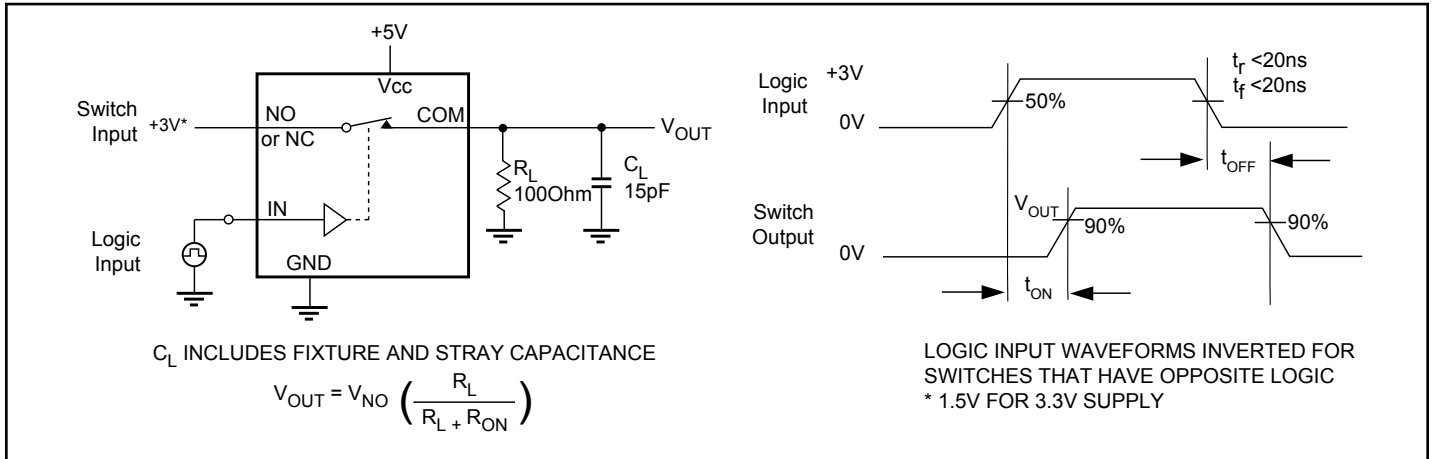 +5V
Vcc
Switch
Input
+3V*
NO
or NC
COM
VOUT
RL
100Ohm
CL
15pF
IN
Logic
Input
GND
CL INCLUDES FIXTURE AND STRAY CAPACITANCE
VOUT = VNO ( RL / RL + RON )
Logic
Input
+3V
0V
50%
tr <20ns
tf <20ns
tOFF
Switch
Output
VOUT
0V
90%
90%
tON
LOGIC INPUT WAVEFORMS INVERTED FOR
SWITCHES THAT HAVE OPPOSITE LOGIC
* 1.5V FOR 3.3V SUPPLY